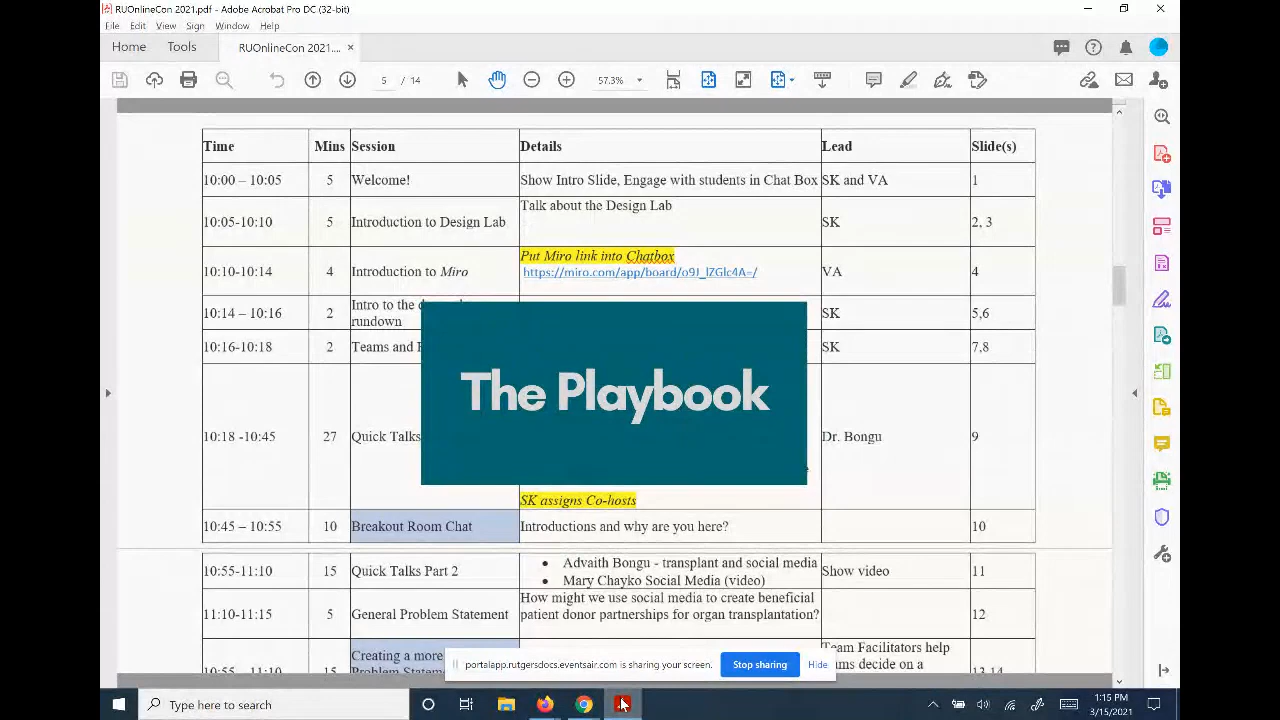 RUOnlineCon 2021.pdf - Adobe Acrobat Pro DC (32-bit)
File Edit View Sign Window Help
Home Tools RUOnlineCon 2021.... ×
5 / 14 57.3%
Time Mins Session Details Lead Slide(s)
10:00 – 10:05 5 Welcome! Show Intro Slide, Engage with students in Chat Box SK and VA 1
10:05-10:10 5 Introduction to Design Lab Talk about the Design Lab SK 2, 3
10:10-10:14 4 Introduction to Miro Put Miro link into Chatbox VA 4
https://miro.com/app/board/o9J_lZGlc4A=/
10:14 – 10:16 2 Intro to the SK 5,6
rundown
10:16-10:18 2 Teams and SK 7,8
The Playbook
10:18 -10:45 27 Quick Talks Dr. Bongu 9
SK assigns Co-hosts
10:45 – 10:55 10 Breakout Room Chat Introductions and why are you here? 10
10:55-11:10 15 Quick Talks Part 2 • Advaith Bongu - transplant and social media Show video 11
• Mary Chayko Social Media (video)
11:10-11:15 5 General Problem Statement How might we use social media to create beneficial 12
patient donor partnerships for organ transplantation?
10:55 11:10 15 Creating a more Team Facilitators help 13,14
Problem decide on a
portalapp.rutgersdocs.eventsair.com is sharing your screen. Stop sharing Hide
Type here to search
1:15 PM
3/15/2021